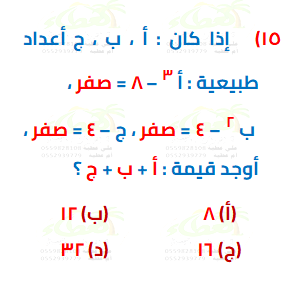 ١٥) إذا كان : أ ، ب ، ج أعداد
طبيعية : أ ٣ – ٨ = صفر ،
ب ٢ – ٤ = صفر ، ج – ٤ = صفر ،
أوجد قيمة : أ + ب + ج ؟
(أ) ٨ (ب) ١٢
(ج) ١٦ (د) ٣٢